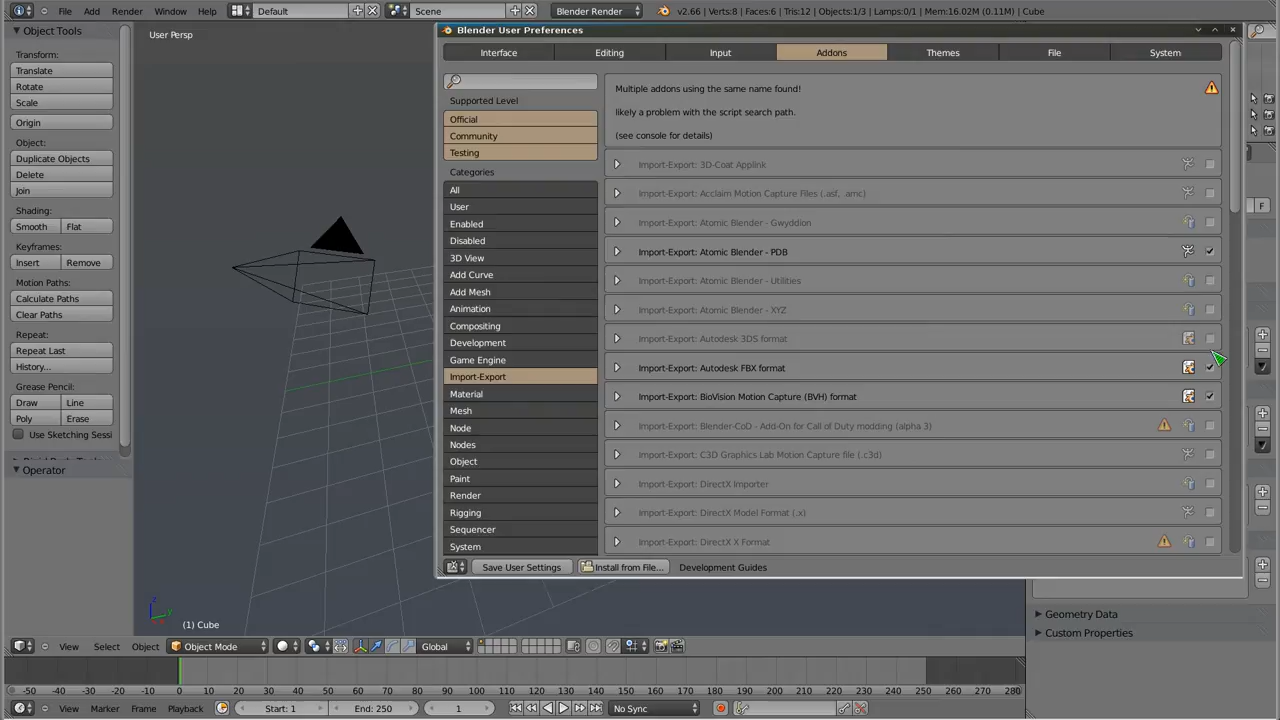 File
Add
Render
Window
Help
Default
Scene
Blender Render
v2.66 | Verts:8 | Faces:6 | Tris:12 | Objects:1/3 | Lamps:0/1 | Mem:16.02M (0.11M) | Cube
Object Tools
Transform:
Translate
Rotate
Scale
Origin
Object:
Duplicate Objects
Delete
Join
Shading:
Smooth
Flat
Keyframes:
Insert
Remove
Motion Paths:
Calculate Paths
Clear Paths
Repeat:
Repeat Last
History...
Grease Pencil:
Draw
Line
Poly
Erase
Use Sketching Sessi
Operator
User Persp
Blender User Preferences
Interface
Editing
Input
Addons
Themes
File
System
Supported Level
Official
Community
Testing
Categories
All
User
Enabled
Disabled
3D View
Add Curve
Add Mesh
Animation
Compositing
Development
Game Engine
Import-Export
Material
Mesh
Node
Nodes
Object
Paint
Render
Rigging
Sequencer
System
Multiple addons using the same name found!
likely a problem with the script search path.
(see console for details)
Import-Export: 3D-Coat Applink
Import-Export: Acclaim Motion Capture Files (.asf, .amc)
Import-Export: Atomic Blender - Gwyddion
Import-Export: Atomic Blender - PDB
Import-Export: Atomic Blender - Utilities
Import-Export: Atomic Blender - XYZ
Import-Export: Autodesk 3DS format
Import-Export: Autodesk FBX format
Import-Export: BioVision Motion Capture (BVH) format
Import-Export: Blender-CoD - Add-On for Call of Duty modding (alpha 3)
Import-Export: C3D Graphics Lab Motion Capture file (.c3d)
Import-Export: DirectX Importer
Import-Export: DirectX Model Format (.x)
Import-Export: DirectX X Format
Save User Settings
Install from File...
Development Guides
F
Geometry Data
Custom Properties
z
y
(1) Cube
View
Select
Object
Object Mode
Global
-50 -40 -30 -20 -10 0 10 20 30 40 50 60 70 80 90 100 110 120 130 140 150 160 170 180 190 200 210 220 230 240 250 260 270 280
View
Marker
Frame
Playback
Start: 1
End: 250
1
No Sync